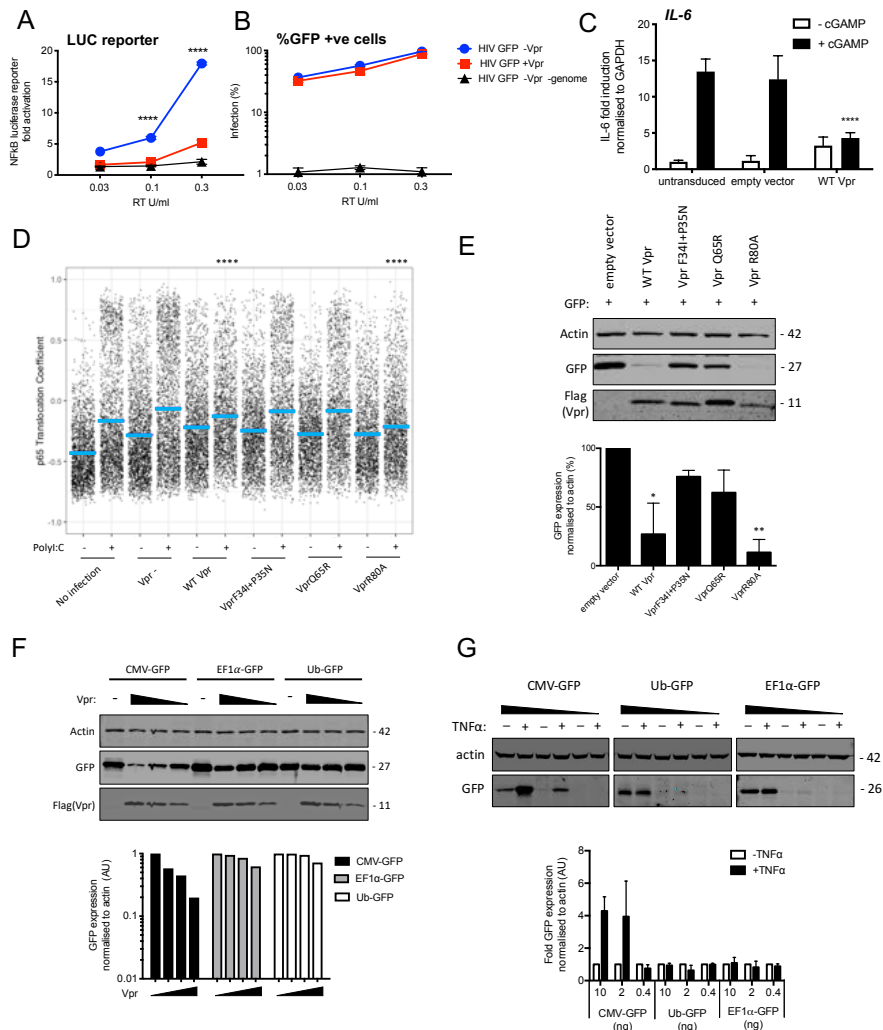 A
LUC reporter
NFkB luciferase reporter
fold activation
20
15
10
5
0
****
****
0.03
0.1
0.3
RT U/ml
B
%GFP +ve cells
Infection (%)
100
10
1
0.03
0.1
0.3
RT U/ml
HIV GFP -Vpr
HIV GFP +Vpr
HIV GFP -Vpr -genome
C
IL-6
- cGAMP
+ cGAMP
IL-6 fold induction
normalised to GAPDH
20
15
10
5
0
****
untransduced
empty vector
WT Vpr
D
p65 Translocation Coefficient
1.0
0.5
0.0
-0.5
-1.0
****
****
PolyI:C
- + - + - + - + - + - +
No infection
Vpr -
WT Vpr
VprF34I+P35N
VprQ65R
VprR80A
E
empty vector
WT Vpr
Vpr F34I+P35N
Vpr Q65R
Vpr R80A
GFP: + + + + +
Actin
- 42
GFP
- 27
Flag
(Vpr)
- 11
GFP expression
normalised to actin (%)
100
50
0
*
**
empty vector
WT Vpr
VprF34I+P35N
VprQ65R
VprR80A
F
CMV-GFP
EF1α-GFP
Ub-GFP
Vpr: - - -
Actin
- 42
GFP
- 27
Flag(Vpr)
- 11
GFP expression
normalised to actin (AU)
1
0.1
0.01
CMV-GFP
EF1α-GFP
Ub-GFP
Vpr
G
CMV-GFP
Ub-GFP
EF1α-GFP
TNFα: – + – + – + – + – + – + – + – + – +
actin
- 42
GFP
- 26
Fold GFP expression
normalised to actin (AU)
8
6
4
2
0
-TNFα
+TNFα
10 2 0.4 10 2 0.4 10 2 0.4
CMV-GFP
(ng)
Ub-GFP
(ng)
EF1α-GFP
(ng)